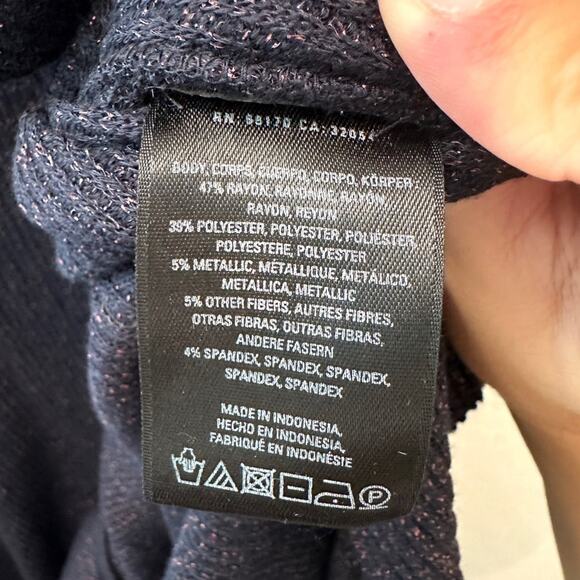 RN: 66170 CA: 32054
BODY, CORPS, CUERPO, CORPO, KÖRPER
47% RAYON, RAYONNE, RAYON,
RAYON, REYON
39% POLYESTER, POLYESTER, POLIÉSTER,
POLYESTERE, POLYESTER
5% METALLIC, MÉTALLIQUE, METÁLICO,
METALLICA, METALLIC
5% OTHER FIBERS, AUTRES FIBRES,
OTRAS FIBRAS, OUTRAS FIBRAS,
ANDERE FASERN
4% SPANDEX, SPANDEX, SPANDEX,
SPANDEX, SPANDEX
MADE IN INDONESIA,
HECHO EN INDONESIA,
FABRIQUÉ EN INDONÉSIE
P